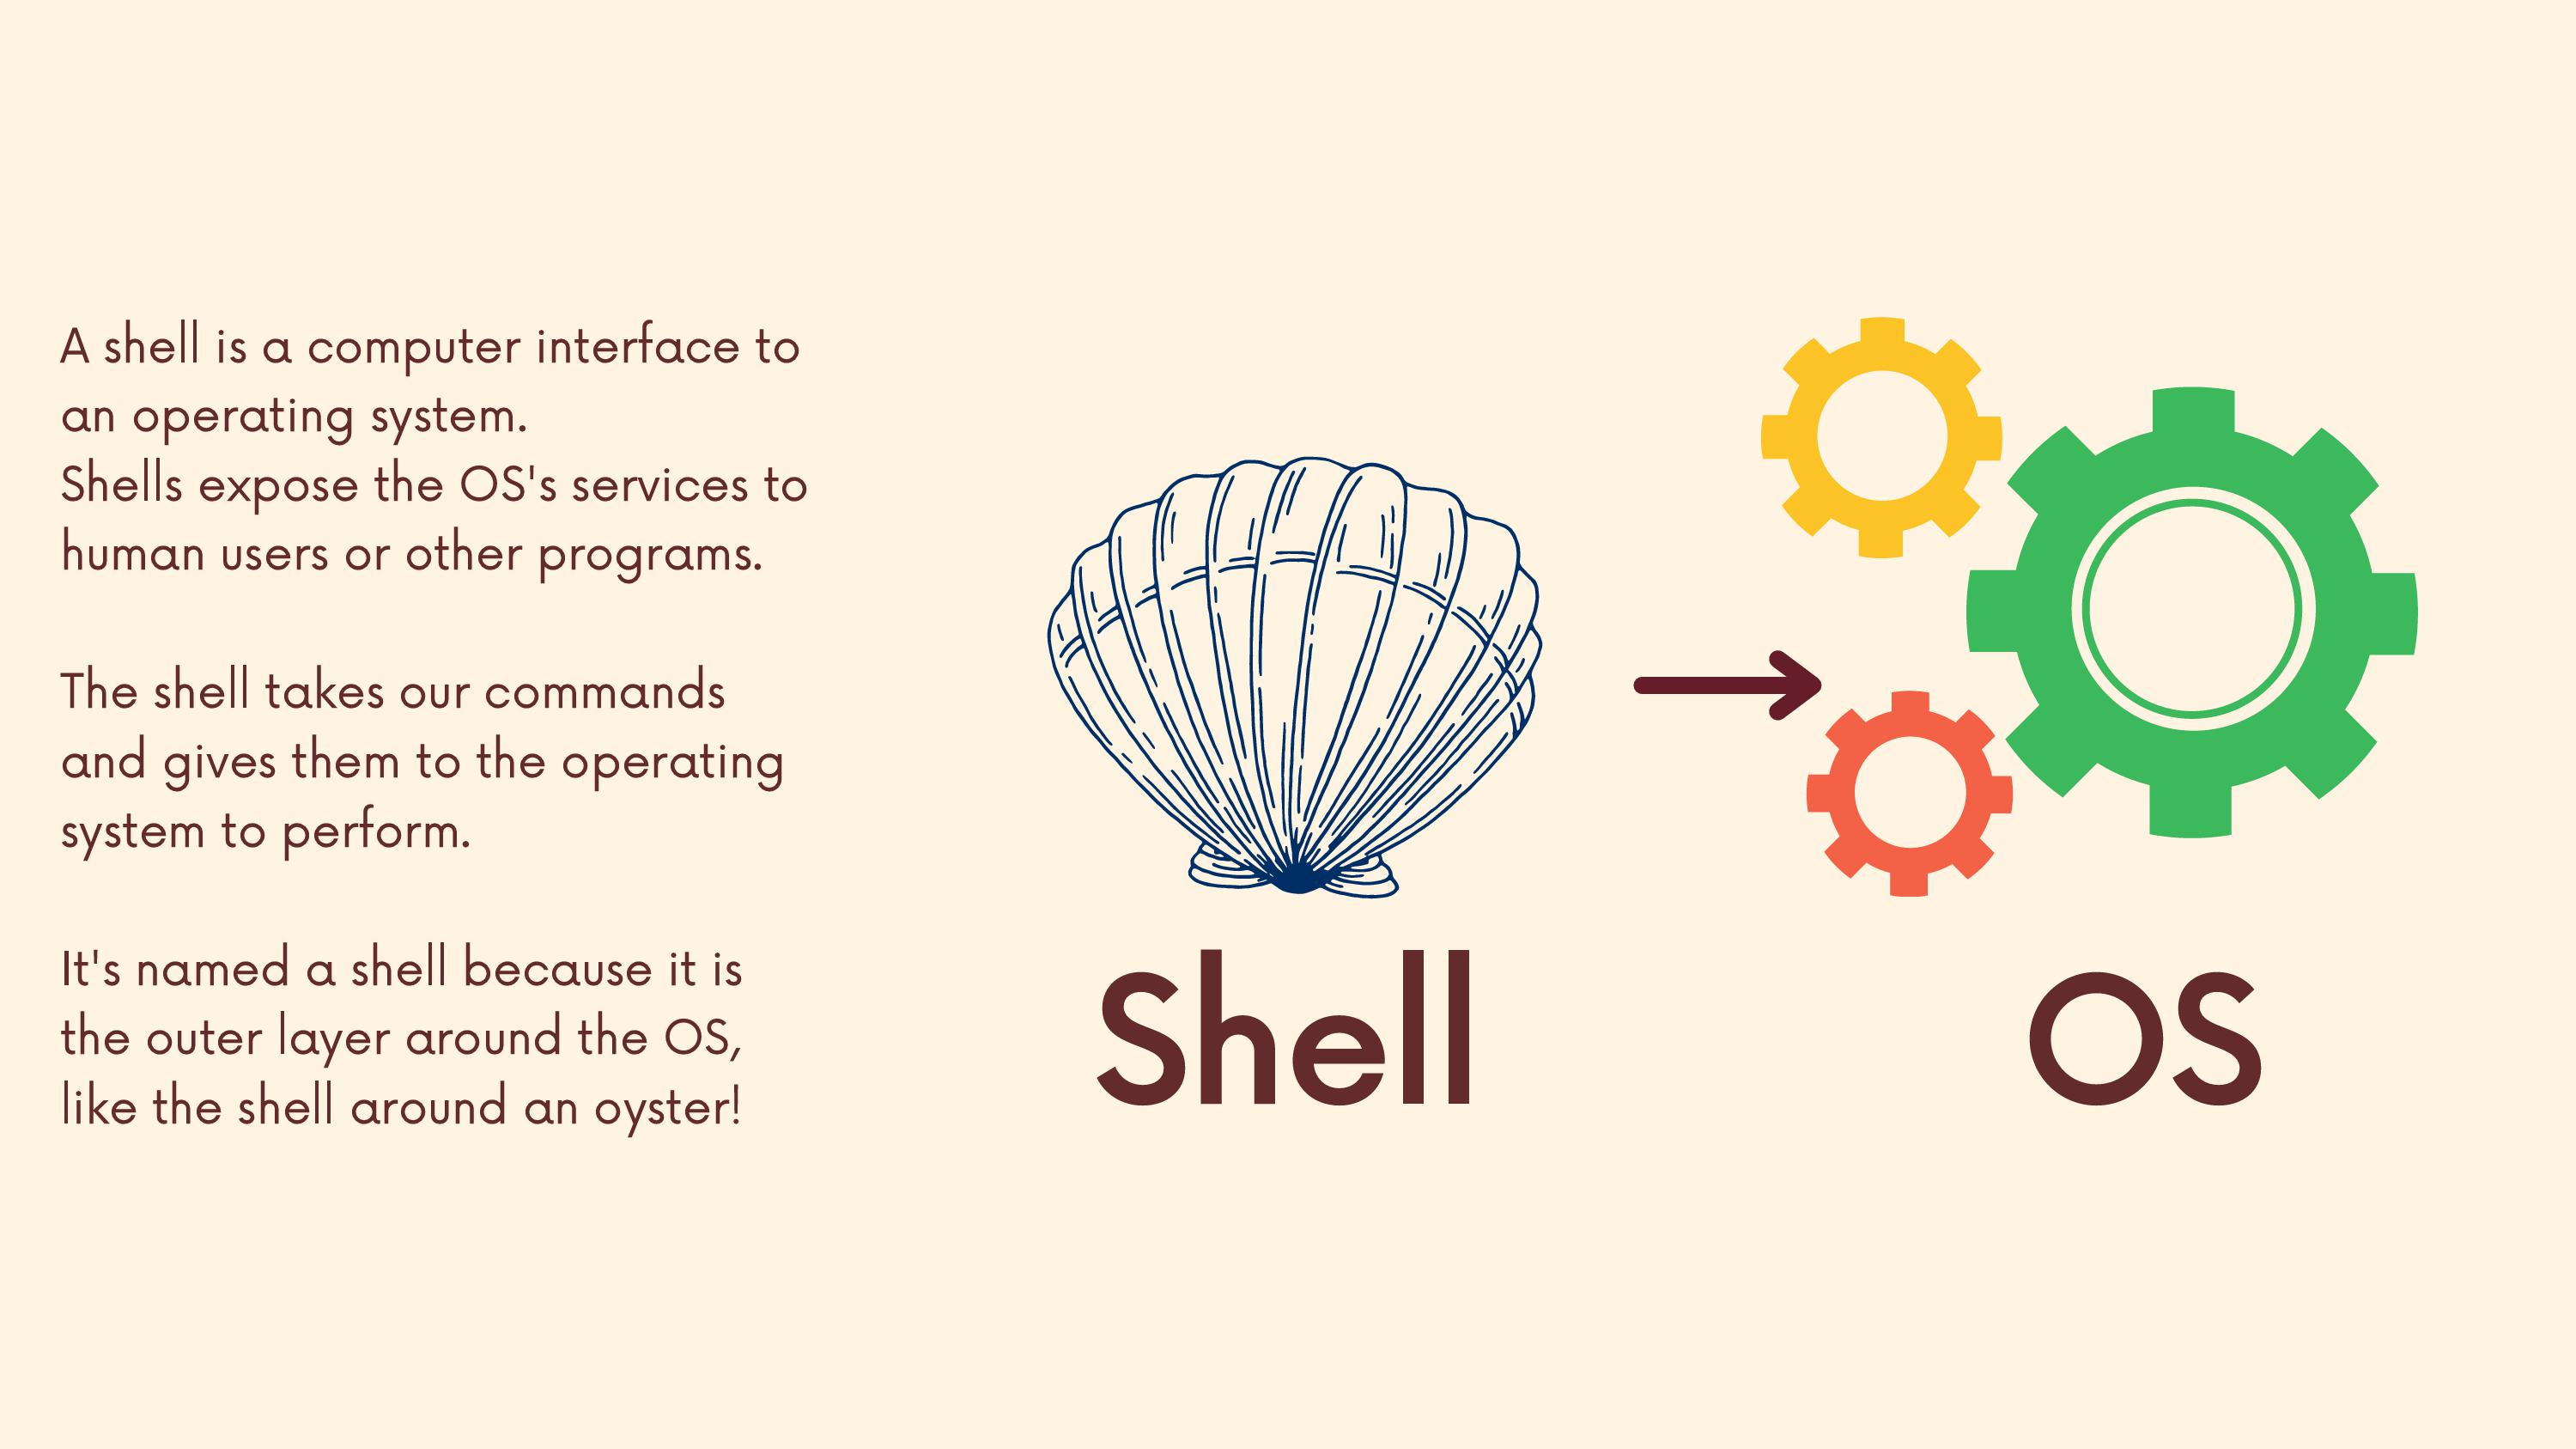 A shell is a computer interface to
an operating system.
Shells expose the OS's services to
human users or other programs.
The shell takes our commands
and gives them to the operating
system to perform.
It's named a shell because it is
the outer layer around the OS,
like the shell around an oyster!
Shell
OS